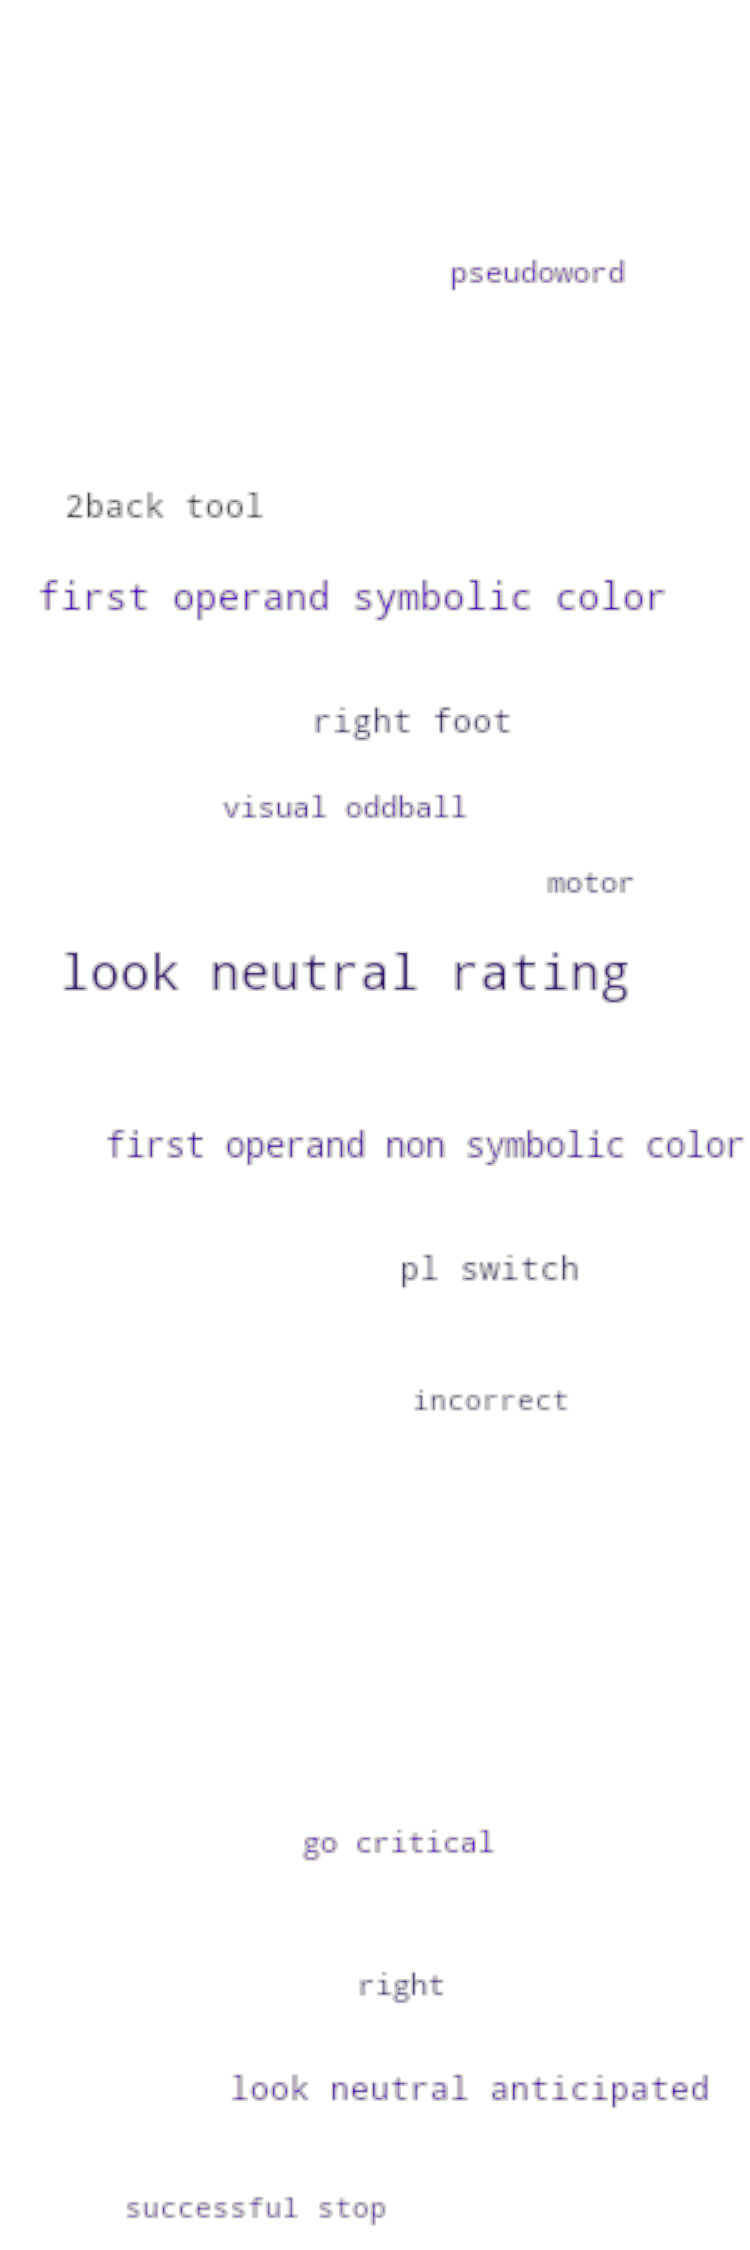 pseudoword
2back tool
first operand symbolic color
right foot
visual oddball
motor
look neutral rating
first operand non symbolic color
pl switch
incorrect
go critical
right
look neutral anticipated
successful stop